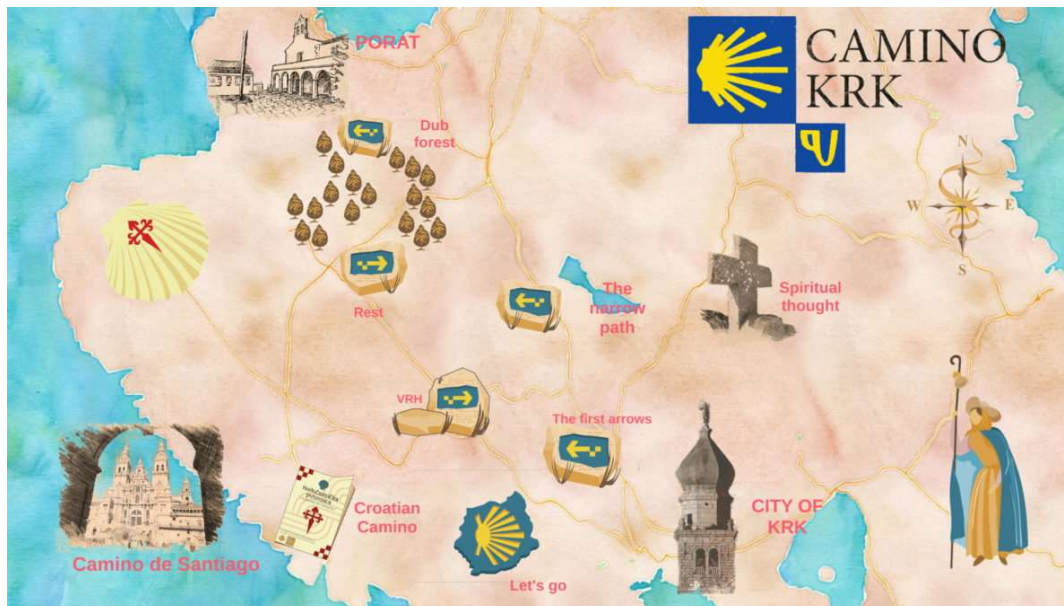 PORAT
CAMINO
KRK
Dub
forest
N
W
E
S
The
narrow
path
Spiritual
thought
Rest
VRH
The first arrows
Croatian
Camino
CITY OF
KRK
Camino de Santiago
Let's go